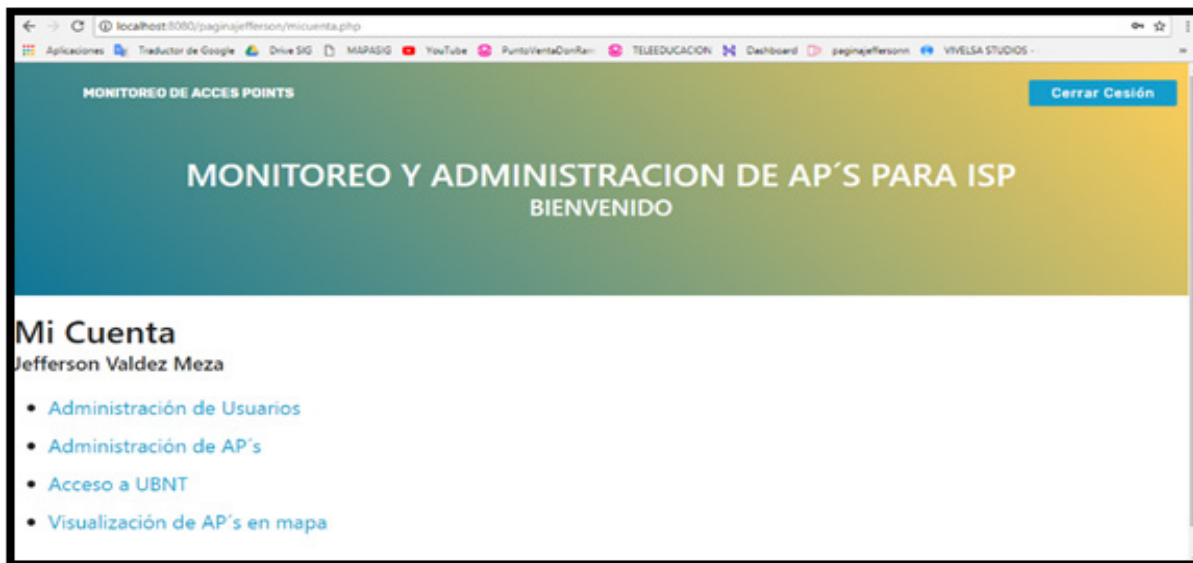 localhost:8080/paginajefferson/micuenta.php
Aplicaciones Traductor de Google Drive SIG MAPASIG YouTube PuntoVentaDonRam TELEEDUCACION Dashboard paginajeffersonn VIVELSA STUDIOS - »
MONITOREO DE ACCES POINTS
Cerrar Cesión
MONITOREO Y ADMINISTRACION DE AP´S PARA ISP
BIENVENIDO
Mi Cuenta
Jefferson Valdez Meza
• Administración de Usuarios
• Administración de AP´s
• Acceso a UBNT
• Visualización de AP´s en mapa